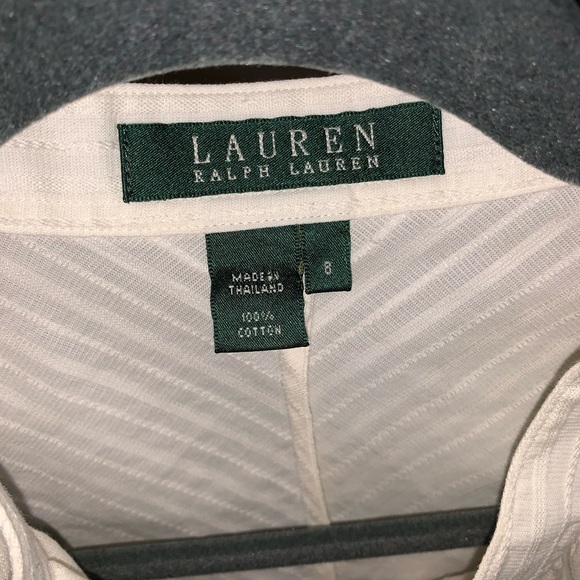 LAUREN
RALPH LAUREN
MADE IN
THAILAND
100%
COTTON
8